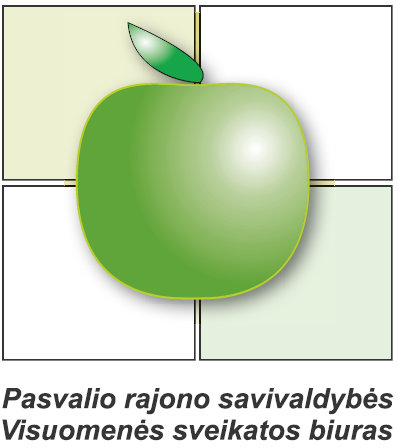 Pasvalio rajono savivaldybės
Visuomenės sveikatos biuras